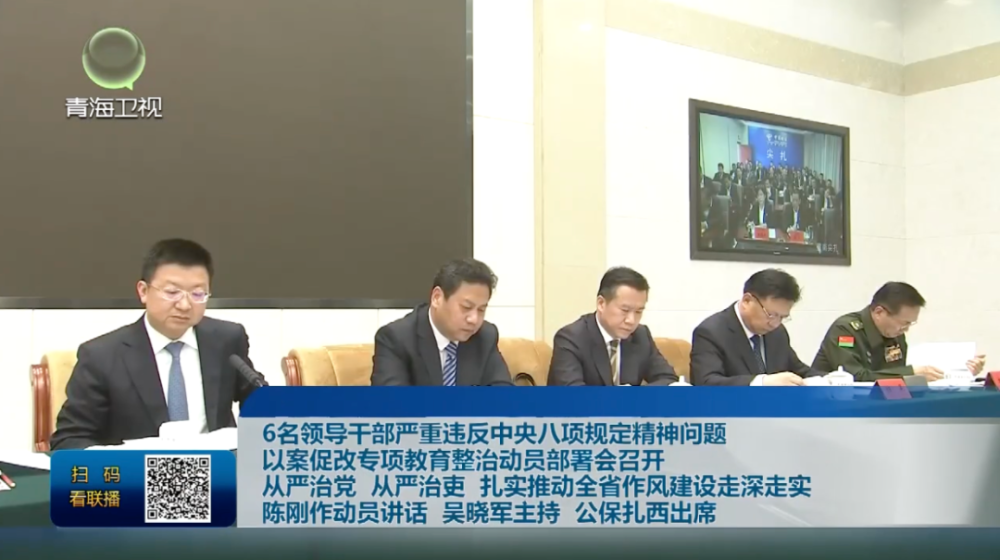 青海卫视
6名领导干部严重违反中央八项规定精神问题
以案促改专项教育整治动员部署会召开
从严治党 从严治吏 扎实推动全省作风建设走深走实
陈刚作动员讲话 吴晓军主持 公保扎西出席
扫 码
看联播